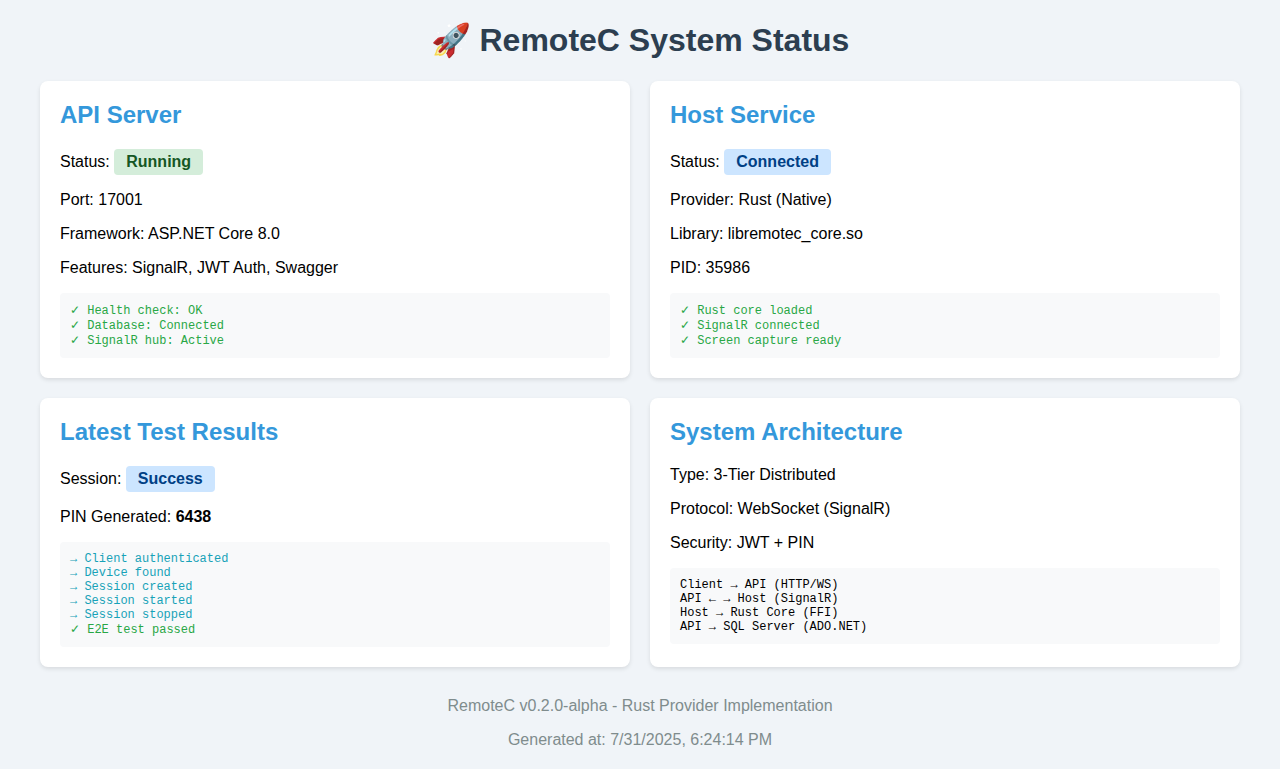 🚀 RemoteC System Status
API Server
Status: Running
Port: 17001
Framework: ASP.NET Core 8.0
Features: SignalR, JWT Auth, Swagger
✓ Health check: OK
✓ Database: Connected
✓ SignalR hub: Active
Host Service
Status: Connected
Provider: Rust (Native)
Library: libremotec_core.so
PID: 35986
✓ Rust core loaded
✓ SignalR connected
✓ Screen capture ready
Latest Test Results
Session: Success
PIN Generated: 6438
→ Client authenticated
→ Device found
→ Session created
→ Session started
→ Session stopped
✓ E2E test passed
System Architecture
Type: 3-Tier Distributed
Protocol: WebSocket (SignalR)
Security: JWT + PIN
Client → API (HTTP/WS)
API ← → Host (SignalR)
Host → Rust Core (FFI)
API → SQL Server (ADO.NET)
RemoteC v0.2.0-alpha - Rust Provider Implementation
Generated at: 7/31/2025, 6:24:14 PM